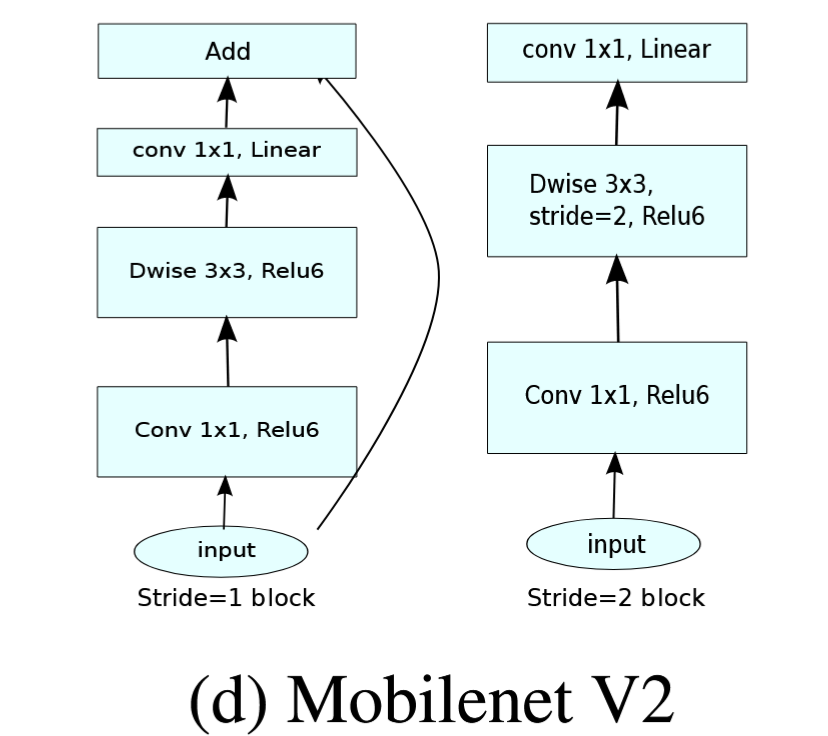 Add
conv 1x1, Linear
Dwise 3x3, Relu6
Conv 1x1, Relu6
input
Stride=1 block
conv 1x1, Linear
Dwise 3x3,
stride=2, Relu6
Conv 1x1, Relu6
input
Stride=2 block
(d) Mobilenet V2